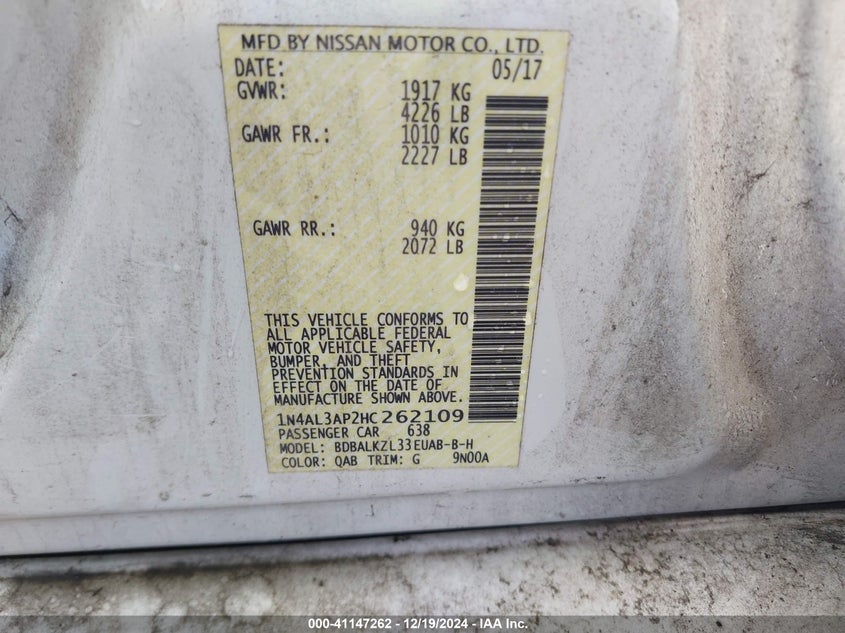 MFD BY NISSAN MOTOR CO., LTD.
DATE: 05/17
GVWR: 1917 KG
4226 LB
GAWR FR.: 1010 KG
2227 LB
GAWR RR.: 940 KG
2072 LB
THIS VEHICLE CONFORMS TO
ALL APPLICABLE FEDERAL
MOTOR VEHICLE SAFETY,
BUMPER, AND THEFT
PREVENTION STANDARDS IN
EFFECT ON THE DATE OF
MANUFACTURE SHOWN ABOVE.
1N4AL3AP2HC262109
PASSENGER CAR 638
MODEL: BDBALKZL33EUAB-B-H
COLOR: QAB TRIM: G 9N00A
000-41147262 - 12/19/2024 - IAA Inc.